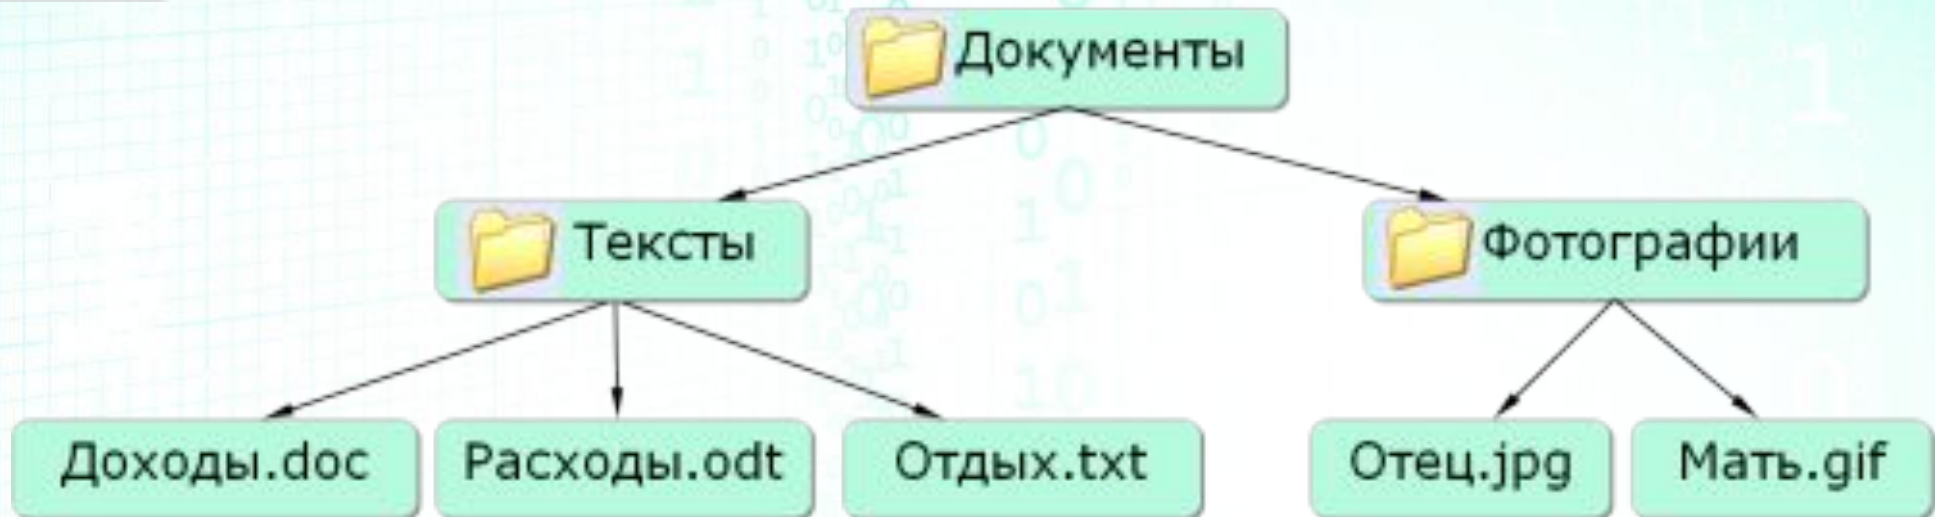 Документы
Тексты
Фотографии
Доходы.doc
Расходы.odt
Отдых.txt
Отец.jpg
Мать.gif